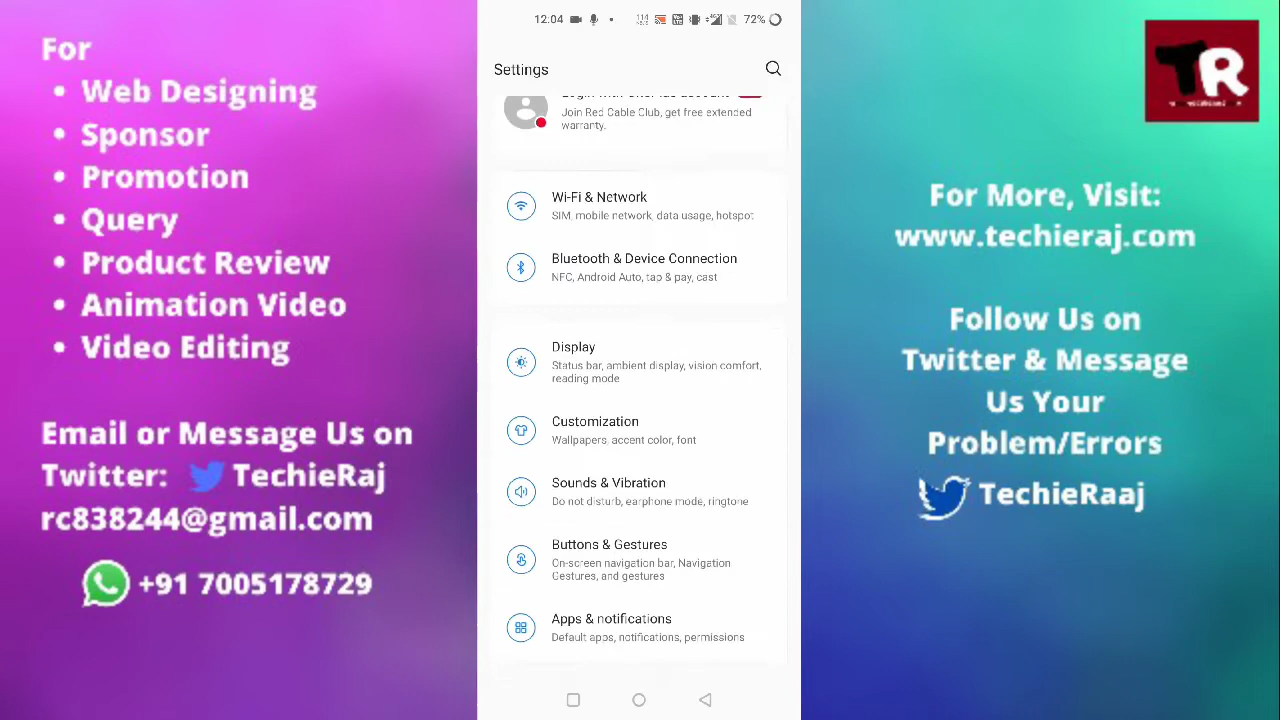 For
• Web Designing
• Sponsor
• Promotion
• Query
• Product Review
• Animation Video
• Video Editing
Email or Message Us on
Twitter: TechieRaj
rc838244@gmail.com
+91 7005178729
12.04
72%
Settings
Join Red Cable Club, get free extended
warranty.
Wi-Fi & Network
SIM, mobile network, data usage, hotspot
Bluetooth & Device Connection
NFC, Android Auto, tap & pay, cast
Display
Status bar, ambient display, vision comfort,
reading mode
Customization
Wallpapers, accent color, font
Sounds & Vibration
Do not disturb, earphone mode, ringtone
Buttons & Gestures
On-screen navigation bar, Navigation
Gestures, and gestures
Apps & notifications
Default apps, notifications, permissions
TR
For More, Visit:
www.techieraj.com
Follow Us on
Twitter & Message
Us Your
Problem/Errors
TechieRaaj